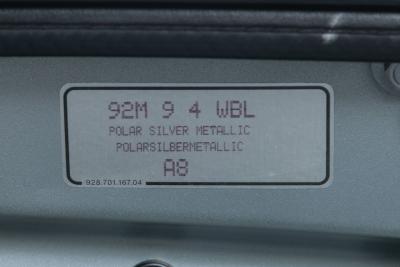 92M 9 4 WBL
POLAR SILVER METALLIC
POLARSILBERMETALLIC
A8
928.701.167.04